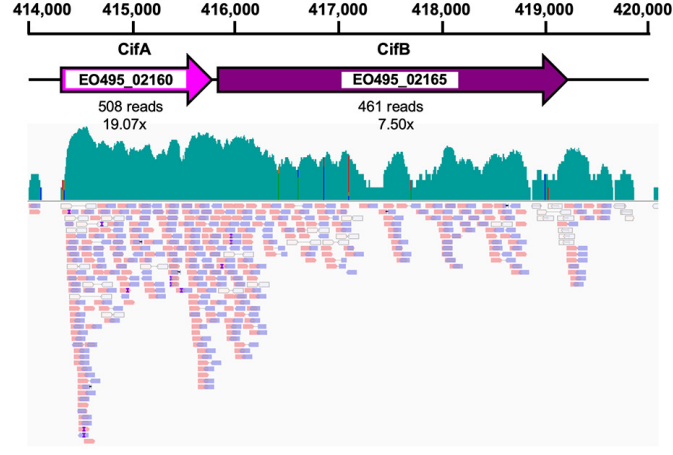 414,000 415,000 416,000 417,000 418,000 419,000 420,000
CifA CifB
EO495_02160 EO495_02165
508 reads 461 reads
19.07x 7.50x